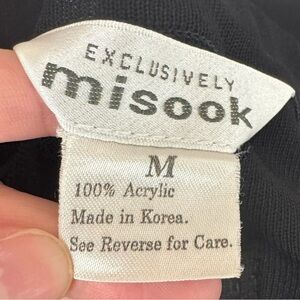 EXCLUSIVELY
misook
M
100% Acrylic
Made in Korea.
See Reverse for Care.